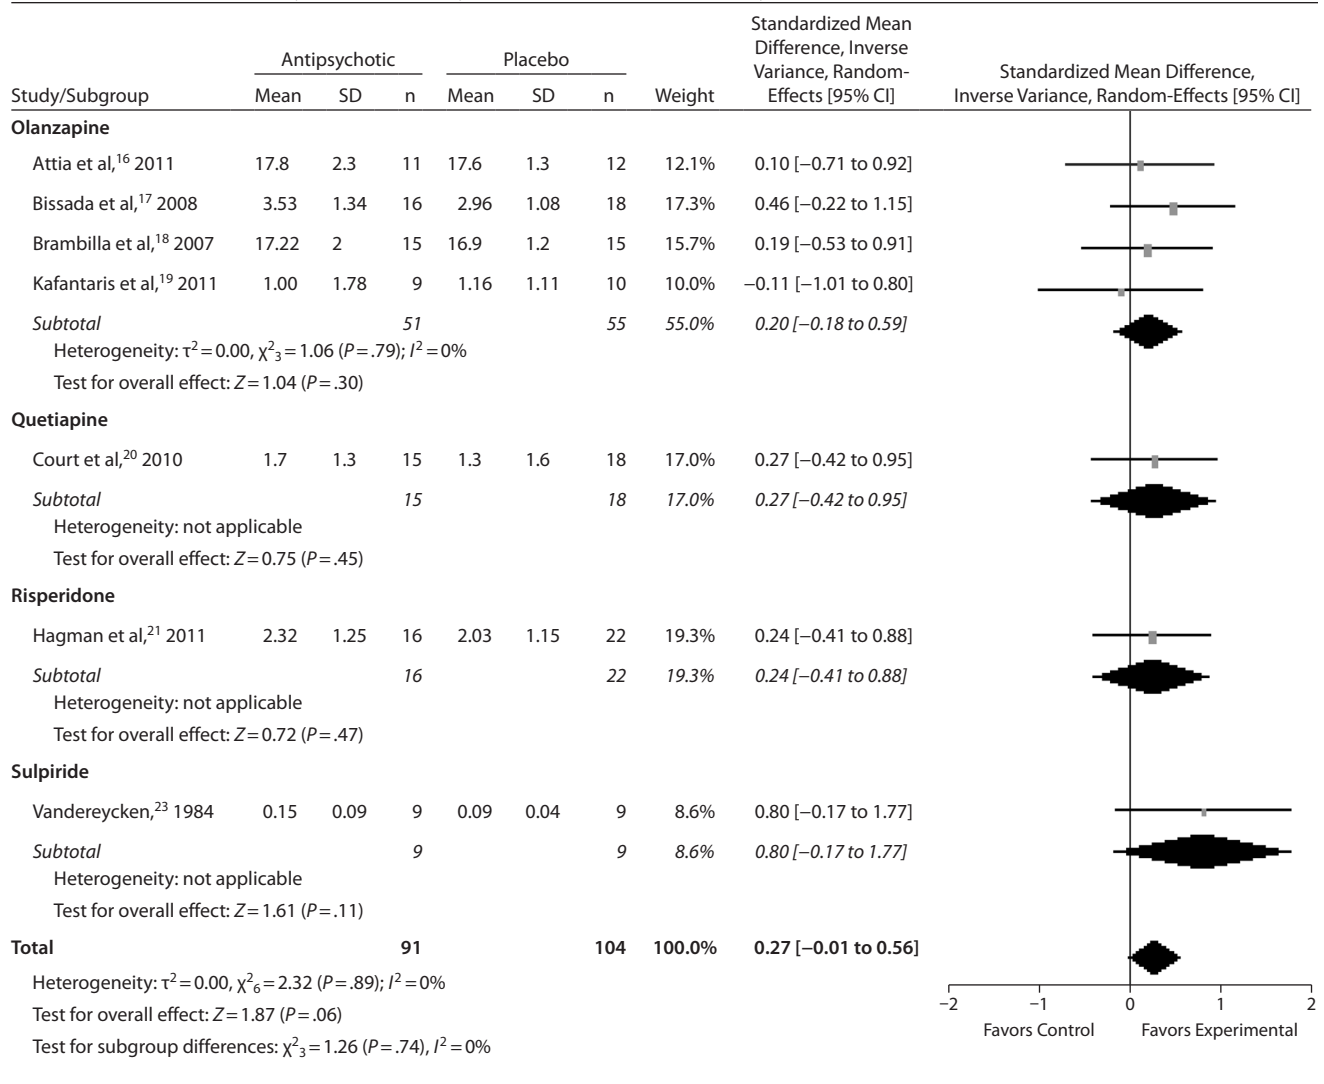 Standardized Mean
Difference, Inverse
Antipsychotic Placebo Variance, Random- Standardized Mean Difference,
Study/Subgroup Mean SD n Mean SD n Weight Effects [95% CI] Inverse Variance, Random-Effects [95% CI]
Olanzapine
Attia et al,16 2011 17.8 2.3 11 17.6 1.3 12 12.1% 0.10 [−0.71 to 0.92]
Bissada et al,17 2008 3.53 1.34 16 2.96 1.08 18 17.3% 0.46 [−0.22 to 1.15]
Brambilla et al,18 2007 17.22 2 15 16.9 1.2 15 15.7% 0.19 [−0.53 to 0.91]
Kafantaris et al,19 2011 1.00 1.78 9 1.16 1.11 10 10.0% −0.11 [−1.01 to 0.80]
Subtotal 51 55 55.0% 0.20 [−0.18 to 0.59]
Heterogeneity: τ2 = 0.00, χ23 = 1.06 (P = .79); I2 = 0%
Test for overall effect: Z = 1.04 (P = .30)
Quetiapine
Court et al,20 2010 1.7 1.3 15 1.3 1.6 18 17.0% 0.27 [−0.42 to 0.95]
Subtotal 15 18 17.0% 0.27 [−0.42 to 0.95]
Heterogeneity: not applicable
Test for overall effect: Z = 0.75 (P = .45)
Risperidone
Hagman et al,21 2011 2.32 1.25 16 2.03 1.15 22 19.3% 0.24 [−0.41 to 0.88]
Subtotal 16 22 19.3% 0.24 [−0.41 to 0.88]
Heterogeneity: not applicable
Test for overall effect: Z = 0.72 (P = .47)
Sulpiride
Vandereycken,23 1984 0.15 0.09 9 0.09 0.04 9 8.6% 0.80 [−0.17 to 1.77]
Subtotal 9 9 8.6% 0.80 [−0.17 to 1.77]
Heterogeneity: not applicable
Test for overall effect: Z = 1.61 (P = .11)
Total 91 104 100.0% 0.27 [−0.01 to 0.56]
Heterogeneity: τ2 = 0.00, χ26 = 2.32 (P = .89); I2 = 0%
−2 −1 0 1 2
Test for overall effect: Z = 1.87 (P = .06)
Favors Control Favors Experimental
Test for subgroup differences: χ23 = 1.26 (P = .74), I2 = 0%